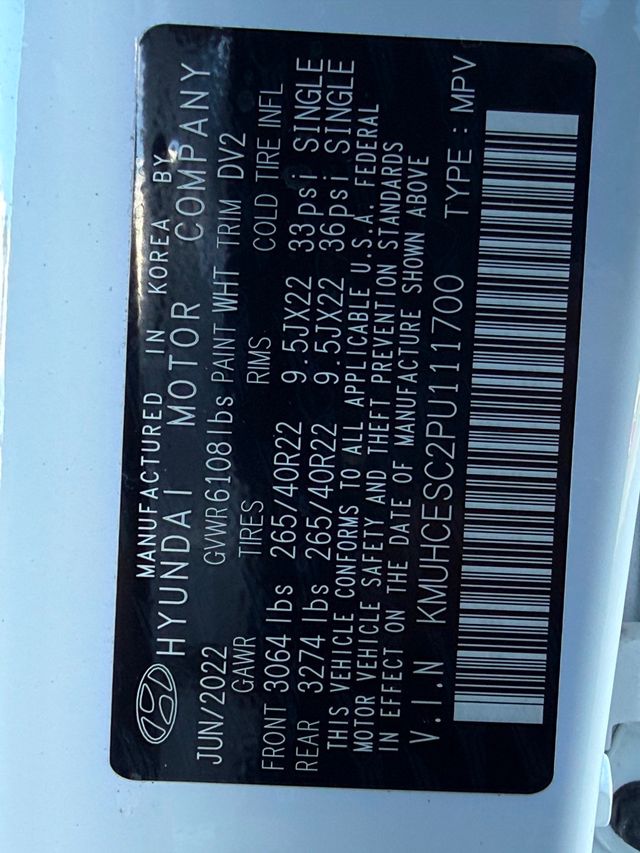 MANUFACTURED IN KOREA BY
HYUNDAI MOTOR COMPANY
JUN/2022 GVWR6108lbs PAINT WHT TRIM DV2
GAWR TIRES RIMS COLD TIRE INFL
FRONT 3064 lbs 265/40R22 9.5JX22 33psi SINGLE
REAR 3274 lbs 265/40R22 9.5JX22 36psi SINGLE
THIS VEHICLE CONFORMS TO ALL APPLICABLE U.S.A. FEDERAL
MOTOR VEHICLE SAFETY AND THEFT PREVENTION STANDARDS
IN EFFECT ON THE DATE OF MANUFACTURE SHOWN ABOVE
V.I.N KMUHCESC2PU111700 TYPE : MPV